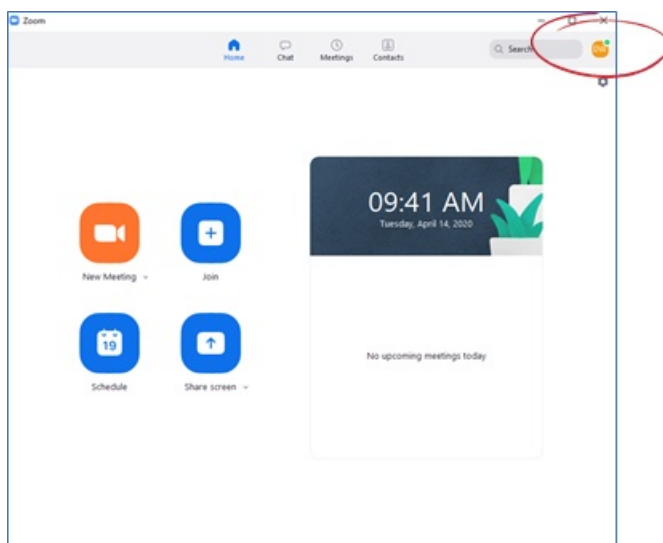 Zoom
Home
Chat
Meetings
Contacts
Search
09:41 AM
Tuesday, April 14, 2020
New Meeting
Join
19
Schedule
Share screen
No upcoming meetings today